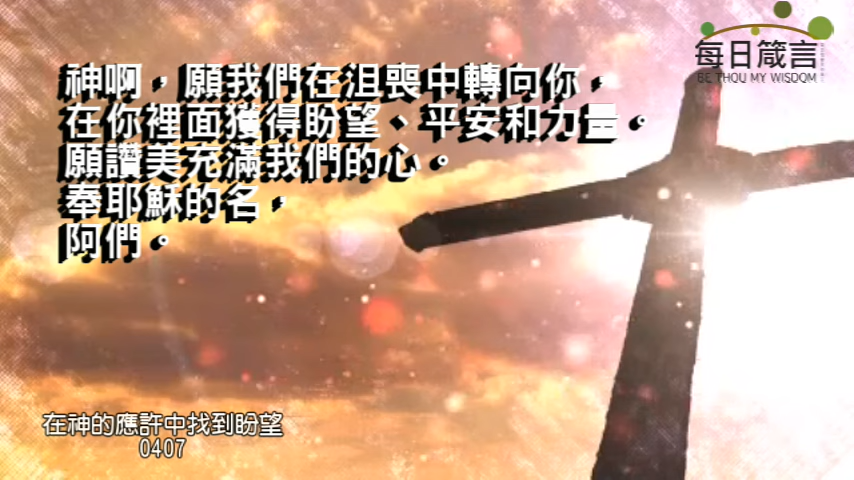 每日箴言
BE THOU MY WISDOM
神啊，願我們在沮喪中轉向你，
在你裡面獲得盼望、平安和力量。
願讚美充滿我們的心。
奉耶穌的名，
阿們。
在神的應許中找到盼望
0407